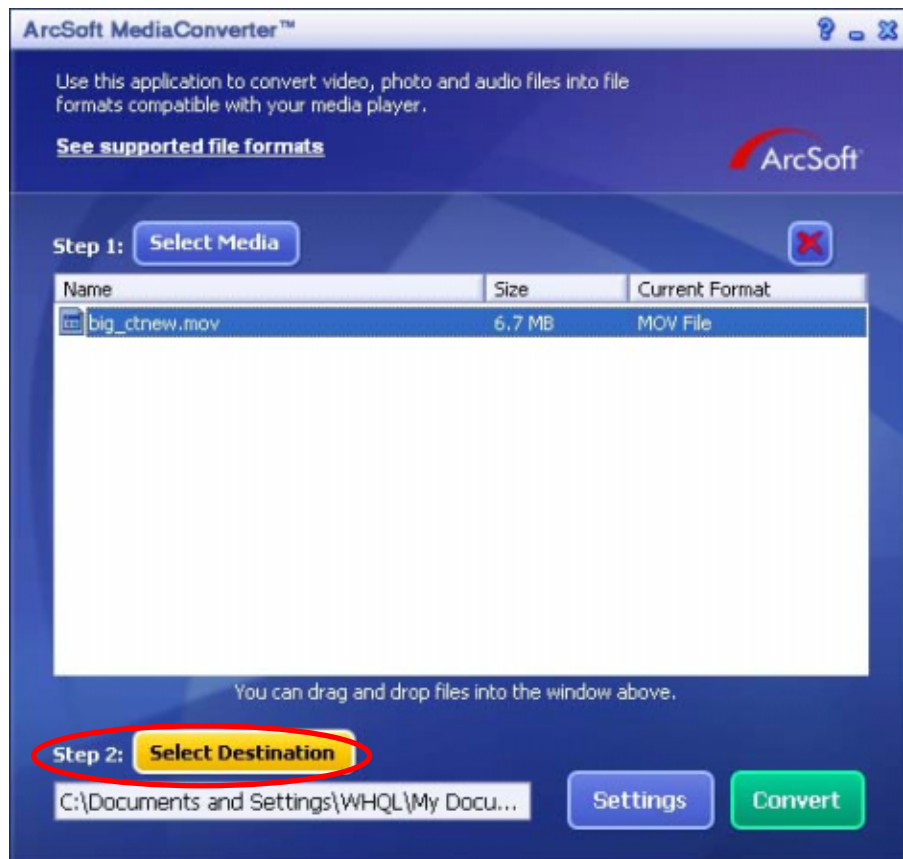 ArcSoft MediaConverter™
Use this application to convert video, photo and audio files into file
formats compatible with your media player.
See supported file formats
ArcSoft
Step 1: Select Media
Name Size Current Format
big_ctnew.mov 6.7 MB MOV File
You can drag and drop files into the window above.
Step 2: Select Destination
C:\Documents and Settings\WHQL\My Docu...
Settings
Convert